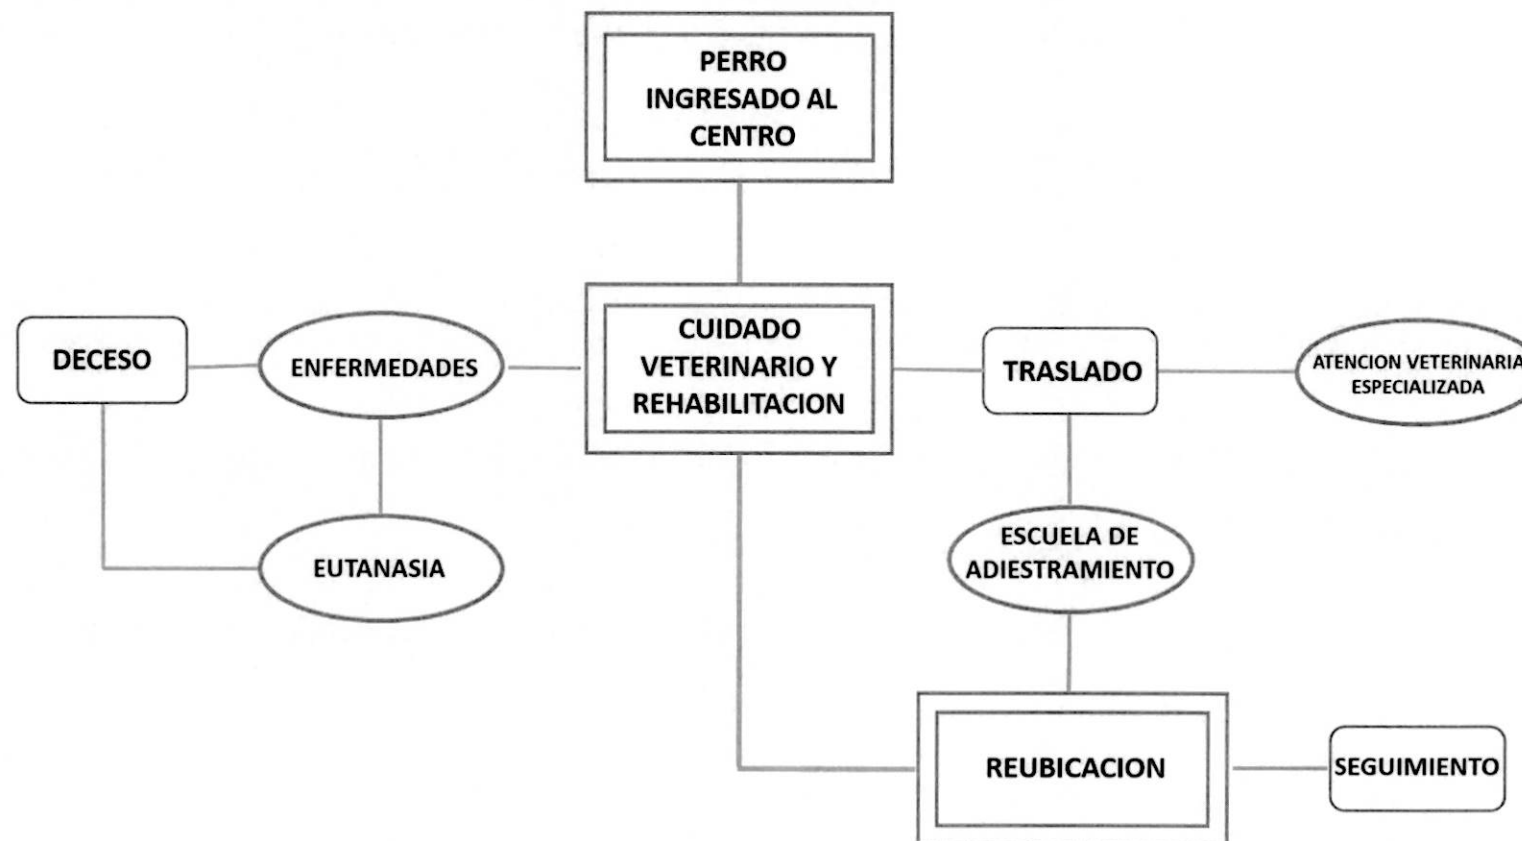 PERRO
INGRESADO AL
CENTRO
DECESO
ENFERMEDADES
CUIDADO
VETERINARIO Y
REHABILITACION
TRASLADO
ATENCION VETERINARIA
ESPECIALIZADA
EUTANASIA
ESCUELA DE
ADIESTRAMIENTO
REUBICACION
SEGUIMIENTO